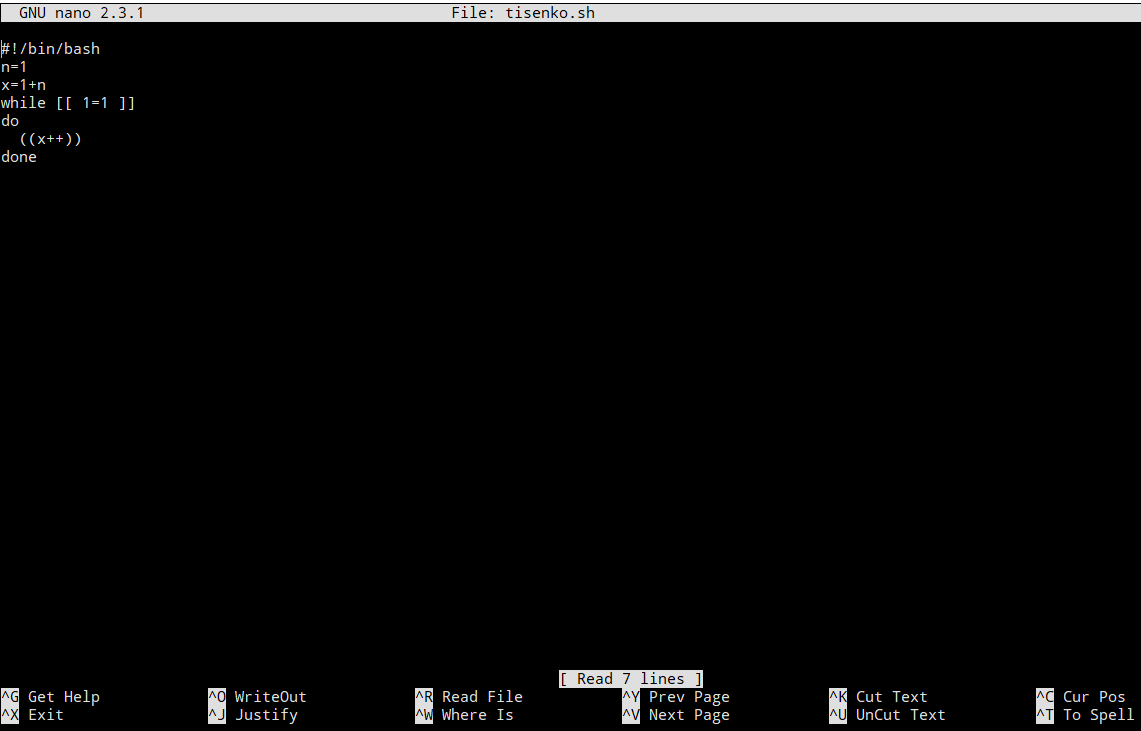 GNU nano 2.3.1 File: tisenko.sh
#!/bin/bash
n=1
x=1+n
while [[ 1=1 ]]
do
  ((x++))
done
[ Read 7 lines ]
^G Get Help ^O WriteOut ^R Read File ^Y Prev Page ^K Cut Text ^C Cur Pos
^X Exit ^J Justify ^W Where Is ^V Next Page ^U UnCut Text ^T To Spell